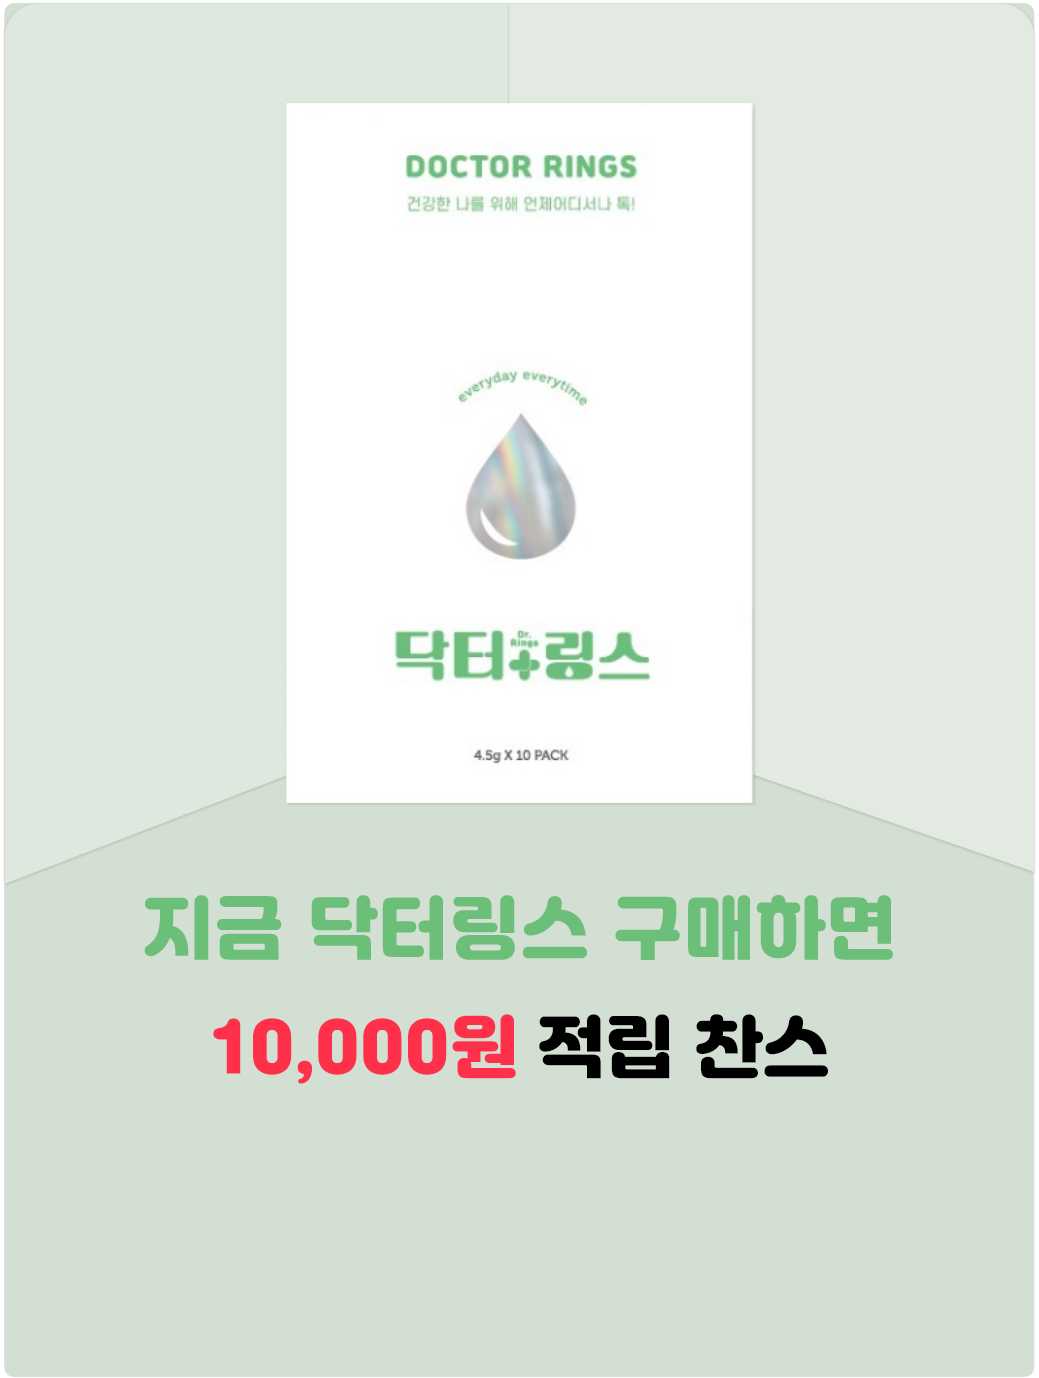 DOCTOR RINGS
건강한 나를 위해 언제어디서나 톡!
everyday everytime
닥터 Dr. Rings 링스
4.5g X 10 PACK
지금 닥터링스 구매하면
10,000원 적립 찬스